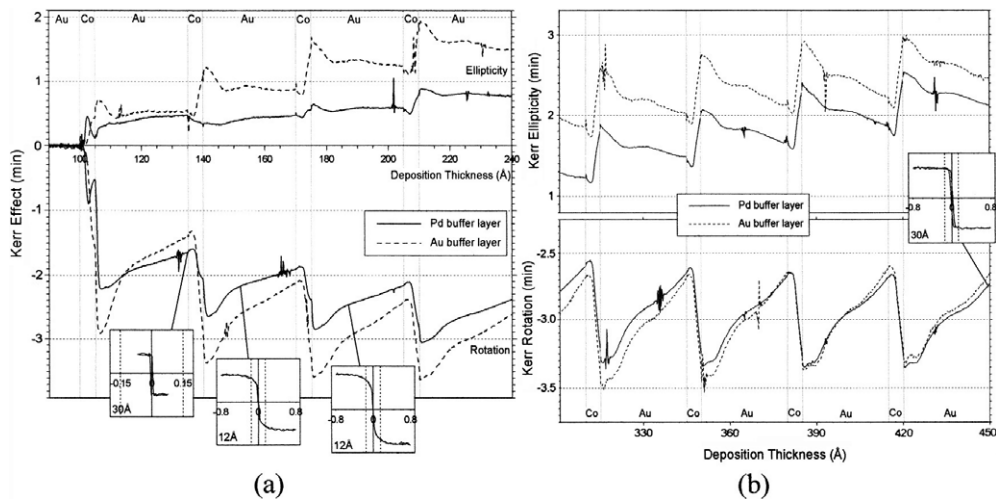 Au Co Au Co Au Co Au Co Au
2
1
0
-1
-2
-3
Kerr Effect (min)
Ellipticity
100 120 140 160 180 200 220 240
Deposition Thickness (Å)
Pd buffer layer
Au buffer layer
Rotation
-0.15 0 0.15
30Å
-0.8 0 0.8
12Å
-0.8 0 0.8
12Å
(a)
3
2
1
Kerr Ellipticity (min)
Pd buffer layer
Au buffer layer
-0.8 0 0.8
30Å
-2.5
-3.0
-3.5
Kerr Rotation (min)
Co Au Co Au Co Au Co Au
330 360 390 420 450
Deposition Thickness (Å)
(b)